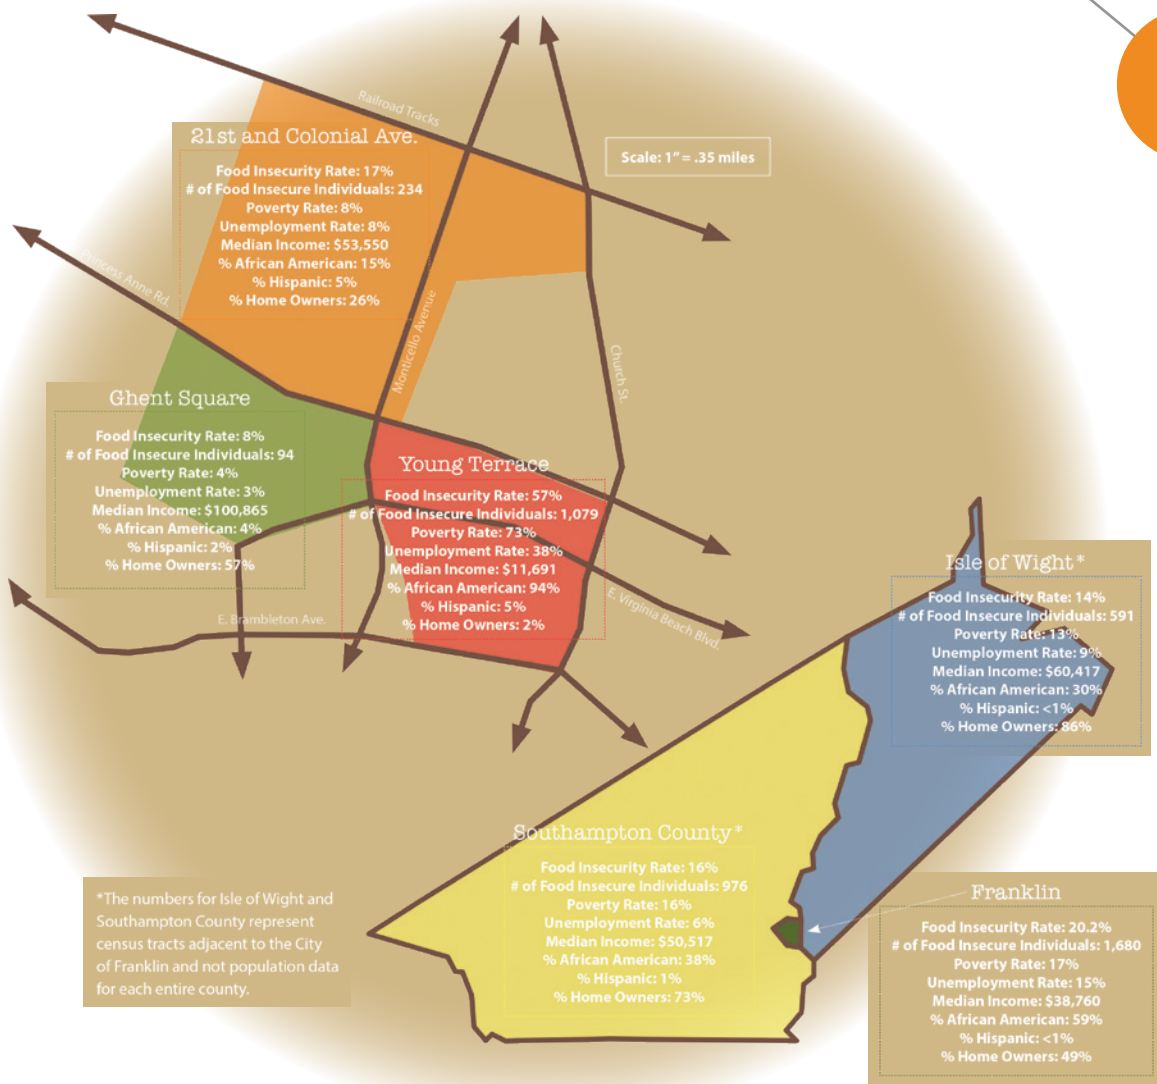 Railroad Tracks
21st and Colonial Ave.
Food Insecurity Rate: 17%
# of Food Insecure Individuals: 234
Poverty Rate: 8%
Unemployment Rate: 8%
Median Income: $53,550
% African American: 15%
% Hispanic: 5%
% Home Owners: 26%
Scale: 1" = .35 miles
Princess Anne Rd.
Monticello Avenue
Church St.
Ghent Square
Food Insecurity Rate: 8%
# of Food Insecure Individuals: 94
Poverty Rate: 4%
Unemployment Rate: 3%
Median Income: $100,865
% African American: 4%
% Hispanic: 2%
% Home Owners: 57%
Young Terrace
Food Insecurity Rate: 57%
# of Food Insecure Individuals: 1,079
Poverty Rate: 73%
Unemployment Rate: 38%
Median Income: $11,691
% African American: 94%
% Hispanic: 5%
% Home Owners: 2%
E. Brambleton Ave.
E. Virginia Beach Blvd.
Isle of Wight*
Food Insecurity Rate: 14%
# of Food Insecure Individuals: 591
Poverty Rate: 13%
Unemployment Rate: 9%
Median Income: $60,417
% African American: 30%
% Hispanic: <1%
% Home Owners: 86%
Southampton County*
Food Insecurity Rate: 16%
# of Food Insecure Individuals: 976
Poverty Rate: 16%
Unemployment Rate: 6%
Median Income: $50,517
% African American: 38%
% Hispanic: 1%
% Home Owners: 73%
*The numbers for Isle of Wight and
Southampton County represent
census tracts adjacent to the City
of Franklin and not population data
for each entire county.
Franklin
Food Insecurity Rate: 20.2%
# of Food Insecure Individuals: 1,680
Poverty Rate: 17%
Unemployment Rate: 15%
Median Income: $38,760
% African American: 59%
% Hispanic: <1%
% Home Owners: 49%